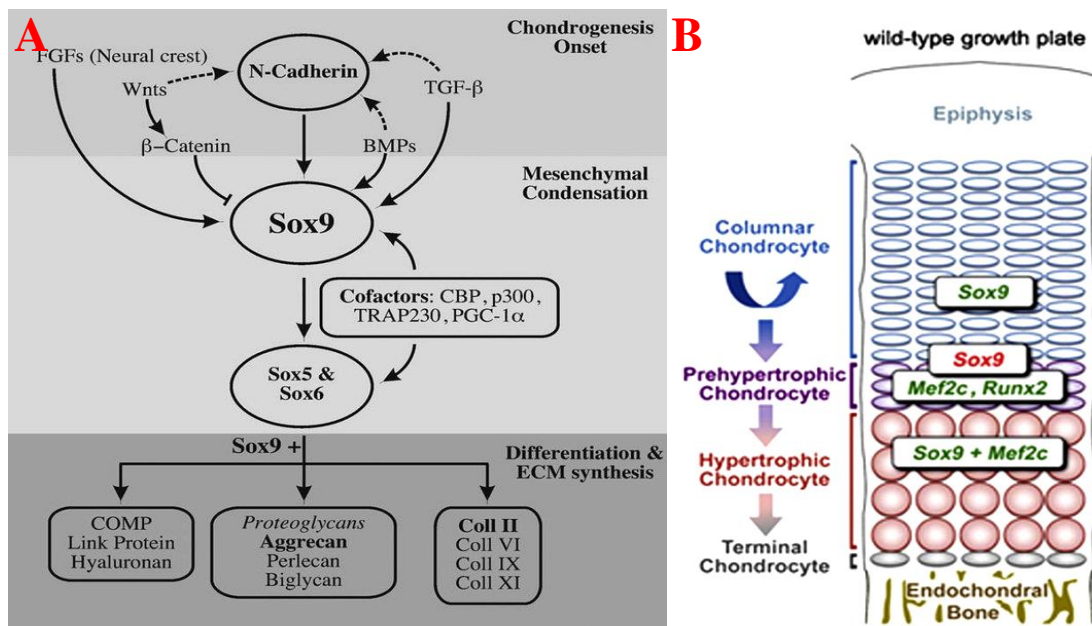 A
Chondrogenesis
Onset
FGFs (Neural crest)
N-Cadherin
Wnts
TGF-β
β-Catenin
BMPs
Mesenchymal
Condensation
Sox9
Cofactors: CBP, p300,
TRAP230, PGC-1α
Sox5 &
Sox6
Sox9 +
Differentiation &
ECM synthesis
COMP
Link Protein
Hyaluronan
Proteoglycans
Aggrecan
Perlecan
Biglycan
Coll II
Coll VI
Coll IX
Coll XI
B
wild-type growth plate
Epiphysis
Columnar
Chondrocyte
Sox9
Sox9
Prehypertrophic
Chondrocyte
Mef2c, Runx2
Hypertrophic
Chondrocyte
Sox9 + Mef2c
Terminal
Chondrocyte
Endochondral
Bone